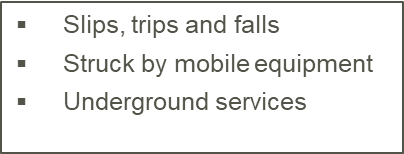 ▪ Slips, trips and falls
▪ Struck by mobile equipment
▪ Underground services